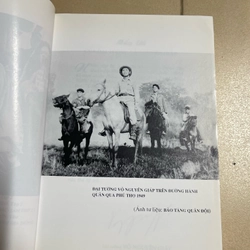 ĐẠI TƯỚNG VÕ NGUYÊN GIÁP TRÊN ĐƯỜNG HÀNH
QUÂN QUA PHÚ THỌ 1949
(Ảnh tư liệu: BẢO TÀNG QUÂN ĐỘI)